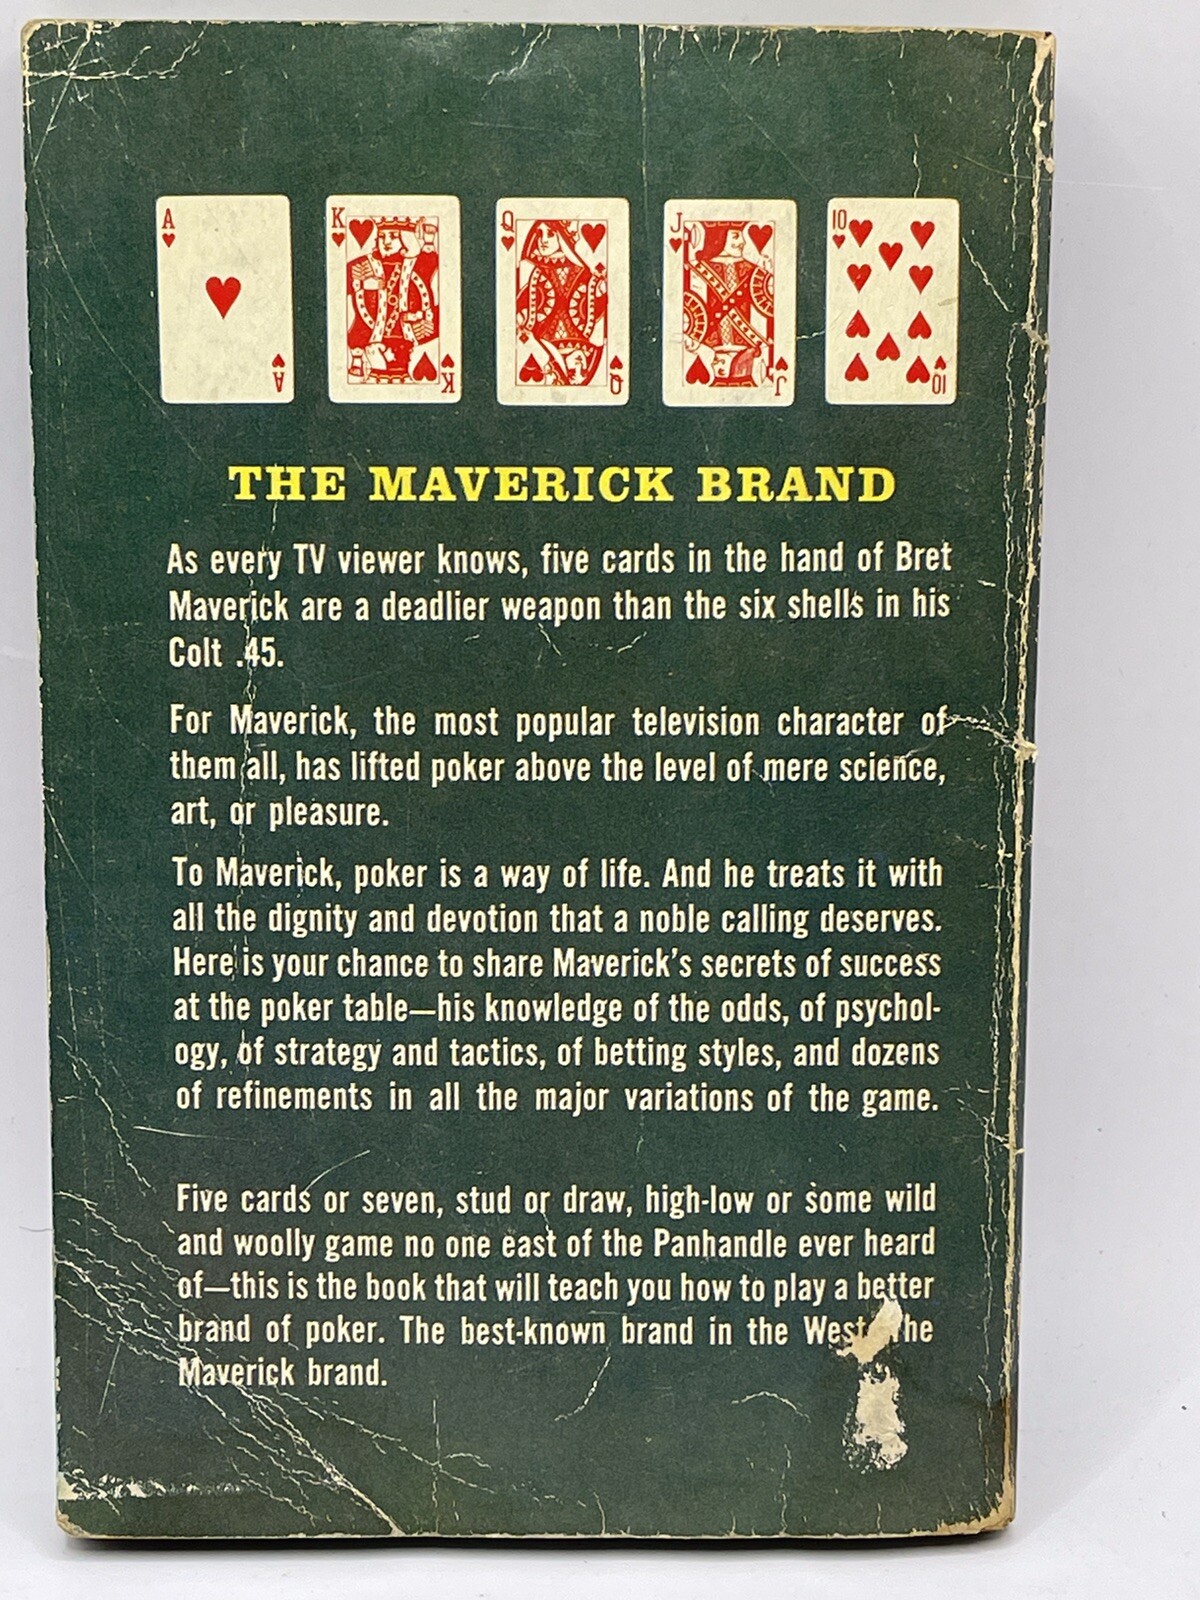 A K Q J 10
A K Q J 10
THE MAVERICK BRAND
As every TV viewer knows, five cards in the hand of Bret
Maverick are a deadlier weapon than the six shells in his
Colt .45.
For Maverick, the most popular television character of
them all, has lifted poker above the level of mere science,
art, or pleasure.
To Maverick, poker is a way of life. And he treats it with
all the dignity and devotion that a noble calling deserves.
Here is your chance to share Maverick's secrets of success
at the poker table—his knowledge of the odds, of psychol-
ogy, of strategy and tactics, of betting styles, and dozens
of refinements in all the major variations of the game.
Five cards or seven, stud or draw, high-low or some wild
and woolly game no one east of the Panhandle ever heard
of—this is the book that will teach you how to play a better
brand of poker. The best-known brand in the West. The
Maverick brand.